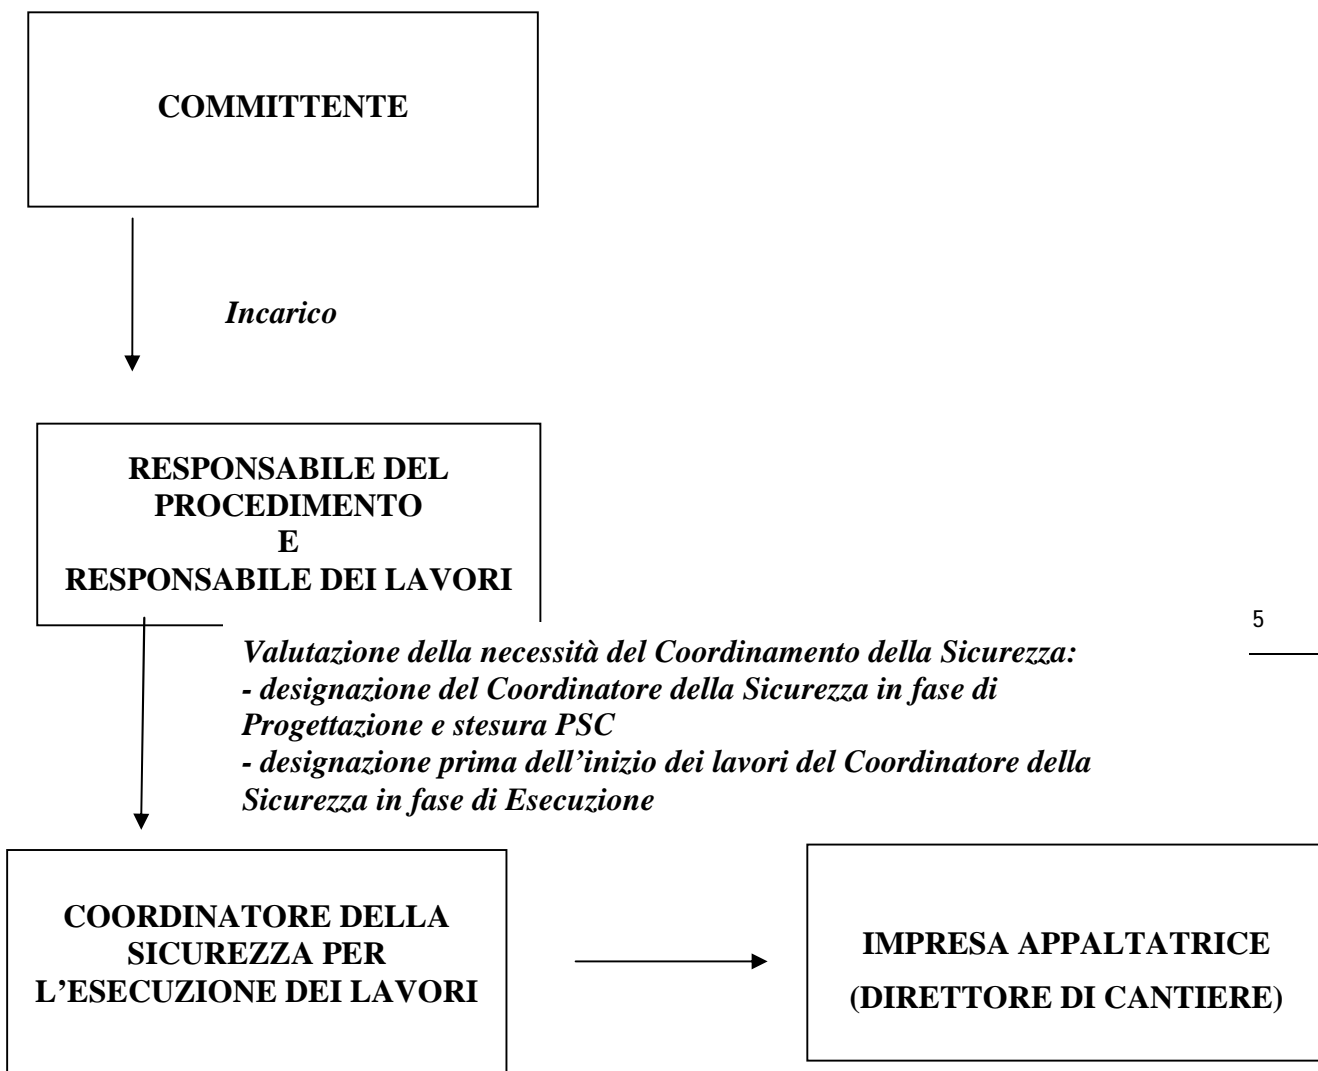 COMMITTENTE
Incarico
RESPONSABILE DEL
PROCEDIMENTO
E
RESPONSABILE DEI LAVORI
5
Valutazione della necessità del Coordinamento della Sicurezza:
- designazione del Coordinatore della Sicurezza in fase di
Progettazione e stesura PSC
- designazione prima dell’inizio dei lavori del Coordinatore della
Sicurezza in fase di Esecuzione
COORDINATORE DELLA
SICUREZZA PER
L’ESECUZIONE DEI LAVORI
IMPRESA APPALTATRICE
(DIRETTORE DI CANTIERE)